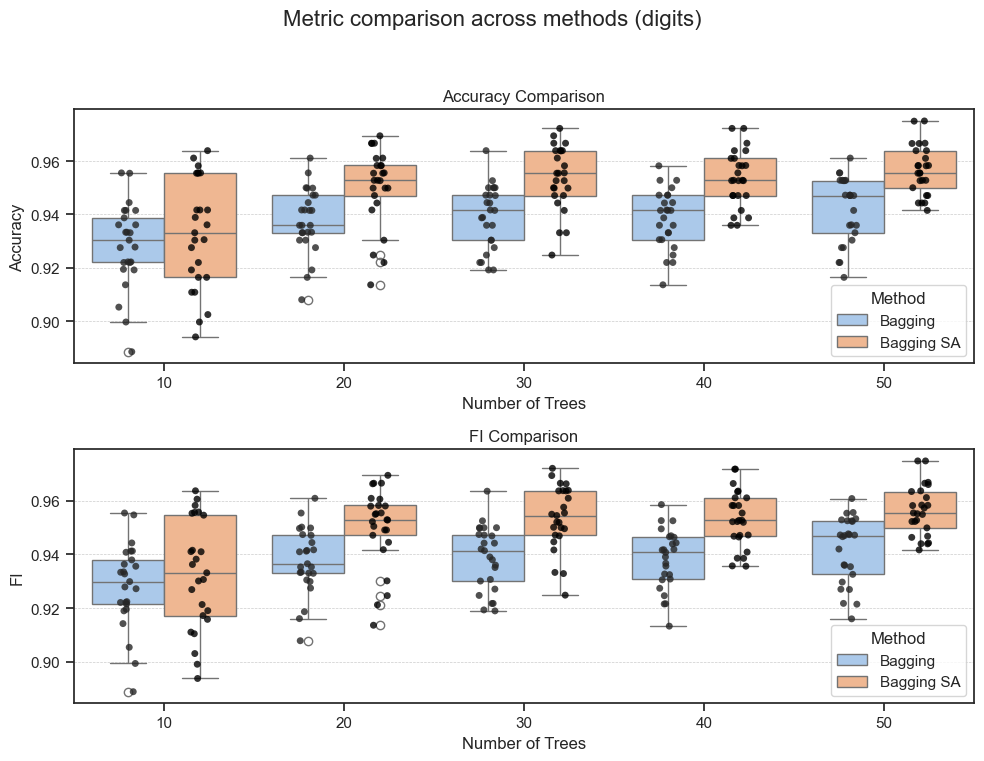 Metric comparison across methods (digits)
Accuracy Comparison
Accuracy
0.96
0.94
0.92
0.90
Method
Bagging
Bagging SA
10 20 30 40 50
Number of Trees
FI Comparison
FI
0.96
0.94
0.92
0.90
Method
Bagging
Bagging SA
10 20 30 40 50
Number of Trees